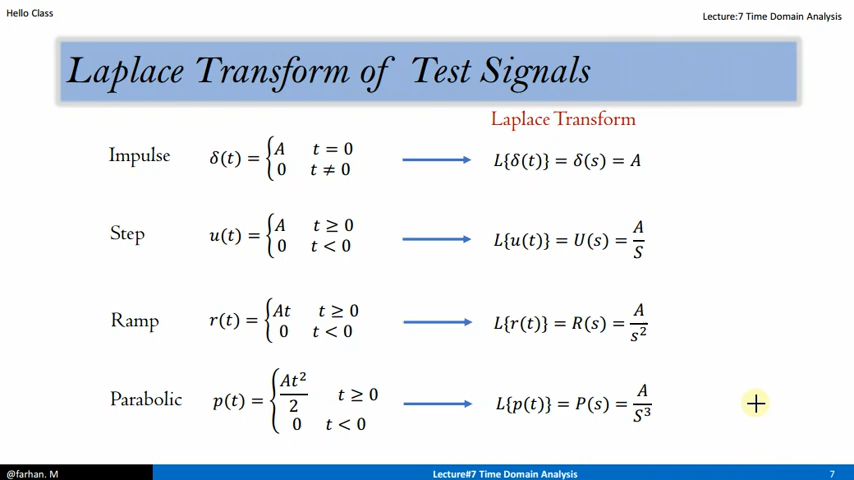 Hello Class
Lecture:7 Time Domain Analysis
Laplace Transform of Test Signals
Laplace Transform
Impulse δ(t) = {A t = 0
0 t ≠ 0
L{δ(t)} = δ(s) = A
Step u(t) = {A t ≥ 0
0 t < 0
L{u(t)} = U(s) = A/S
Ramp r(t) = {At t ≥ 0
0 t < 0
L{r(t)} = R(s) = A/s²
Parabolic p(t) = {At²/2 t ≥ 0
0 t < 0
L{p(t)} = P(s) = A/S³
@farhan. M
Lecture#7 Time Domain Analysis
7